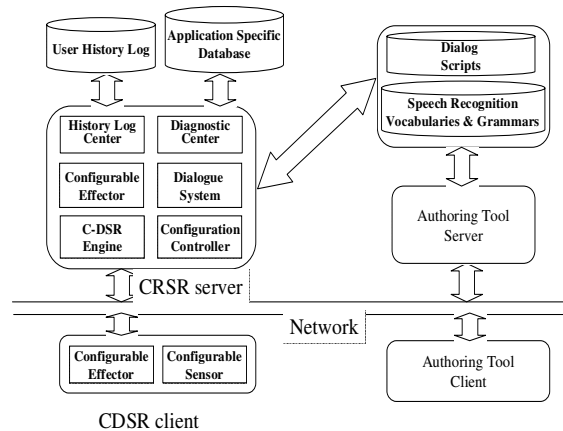 User History Log
Application Specific
Database
Dialog
Scripts
Speech Recognition
Vocabularies & Grammars
History Log
Center
Diagnostic
Center
Configurable
Effector
Dialogue
System
C-DSR
Engine
Configuration
Controller
Authoring Tool
Server
CRSR server
Network
Configurable
Effector
Configurable
Sensor
Authoring Tool
Client
CDSR client